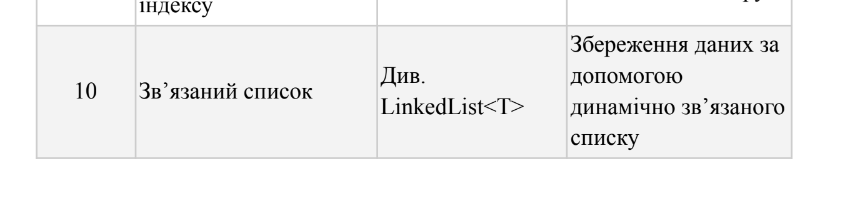 індексу
10
Зв’язаний список
Див.
LinkedList<T>
Збереження даних за
допомогою
динамічно зв’язаного
списку